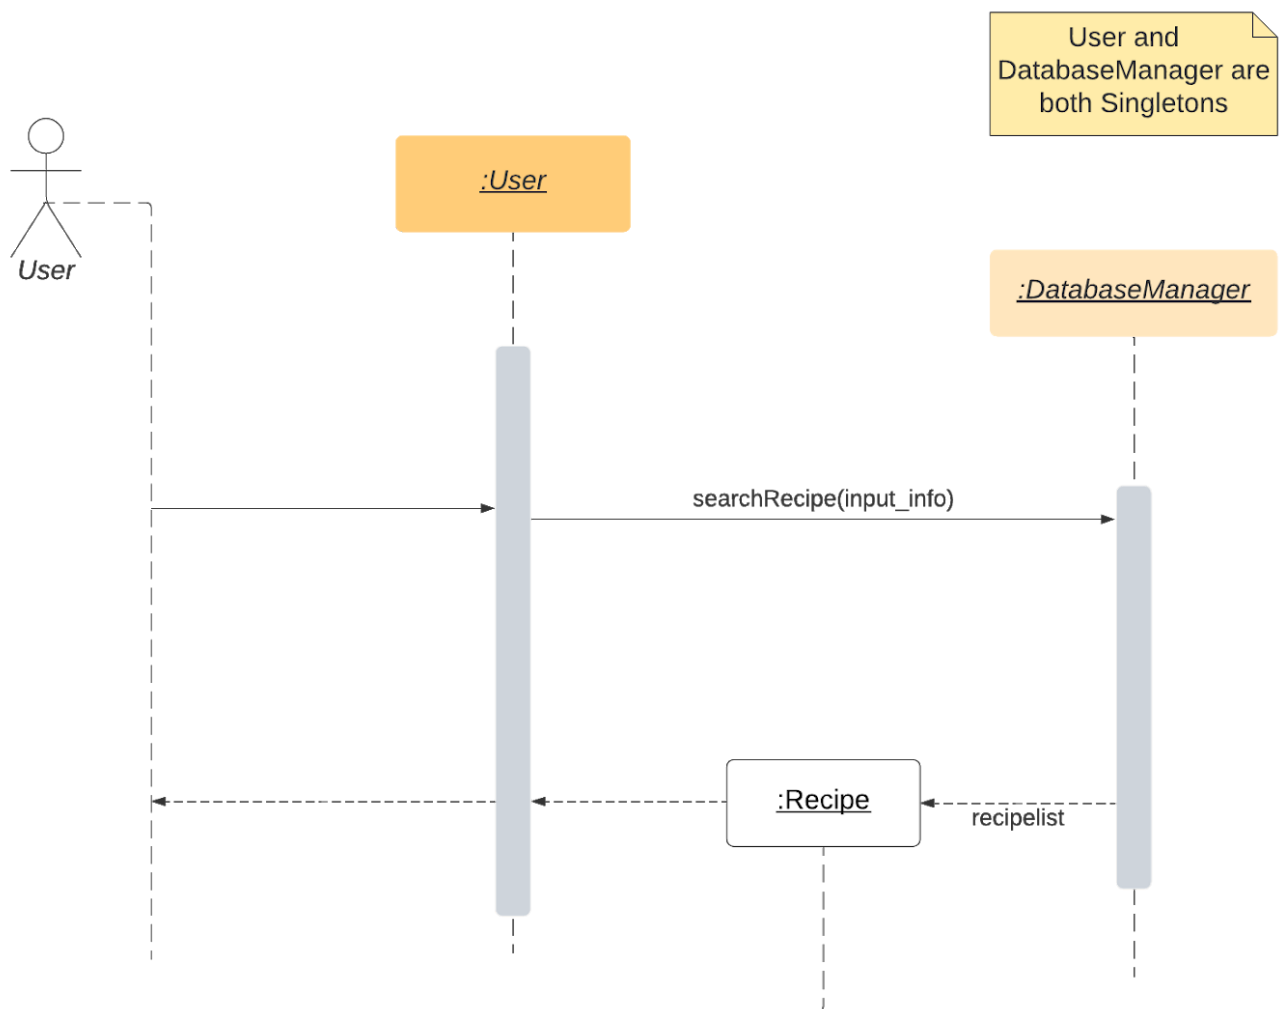 User and
DatabaseManager are
both Singletons
:User
User
:DatabaseManager
searchRecipe(input_info)
:Recipe
recipelist